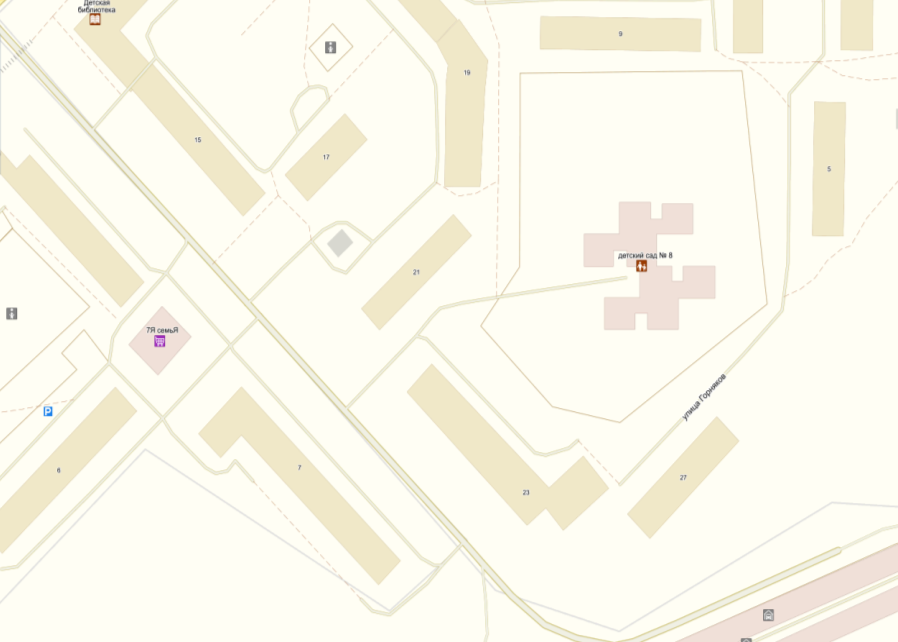 Детская
библиотека
9
19
15
17
5
21
детский сад № 8
7Я семьЯ
P
улица Горняков
6
7
23
27